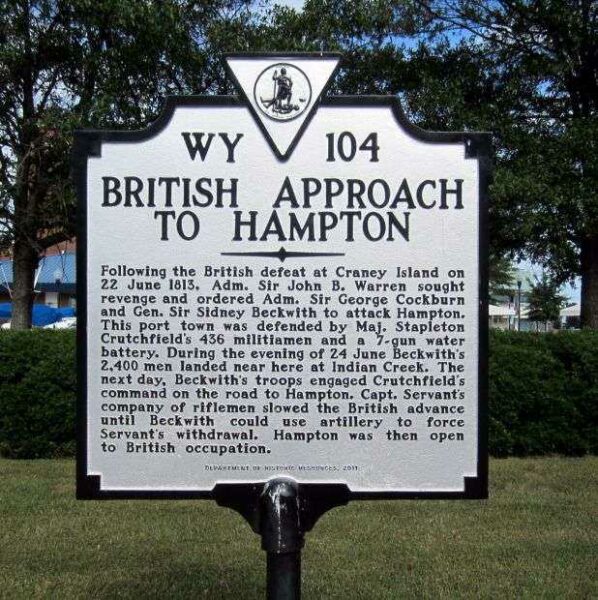 WY 104
BRITISH APPROACH
TO HAMPTON
Following the British defeat at Craney Island on
22 June 1813, Adm. Sir John B. Warren sought
revenge and ordered Adm. Sir George Cockburn
and Gen. Sir Sidney Beckwith to attack Hampton.
This port town was defended by Maj. Stapleton
Crutchfield's 436 militiamen and a 7-gun water
battery. During the evening of 24 June Beckwith's
2,400 men landed near here at Indian Creek. The
next day, Beckwith's troops engaged Crutchfield's
command on the road to Hampton. Capt. Servant's
company of riflemen slowed the British advance
until Beckwith could use artillery to force
Servant's withdrawal. Hampton was then open
to British occupation.
DEPARTMENT OF HISTORIC RESOURCES, 2011